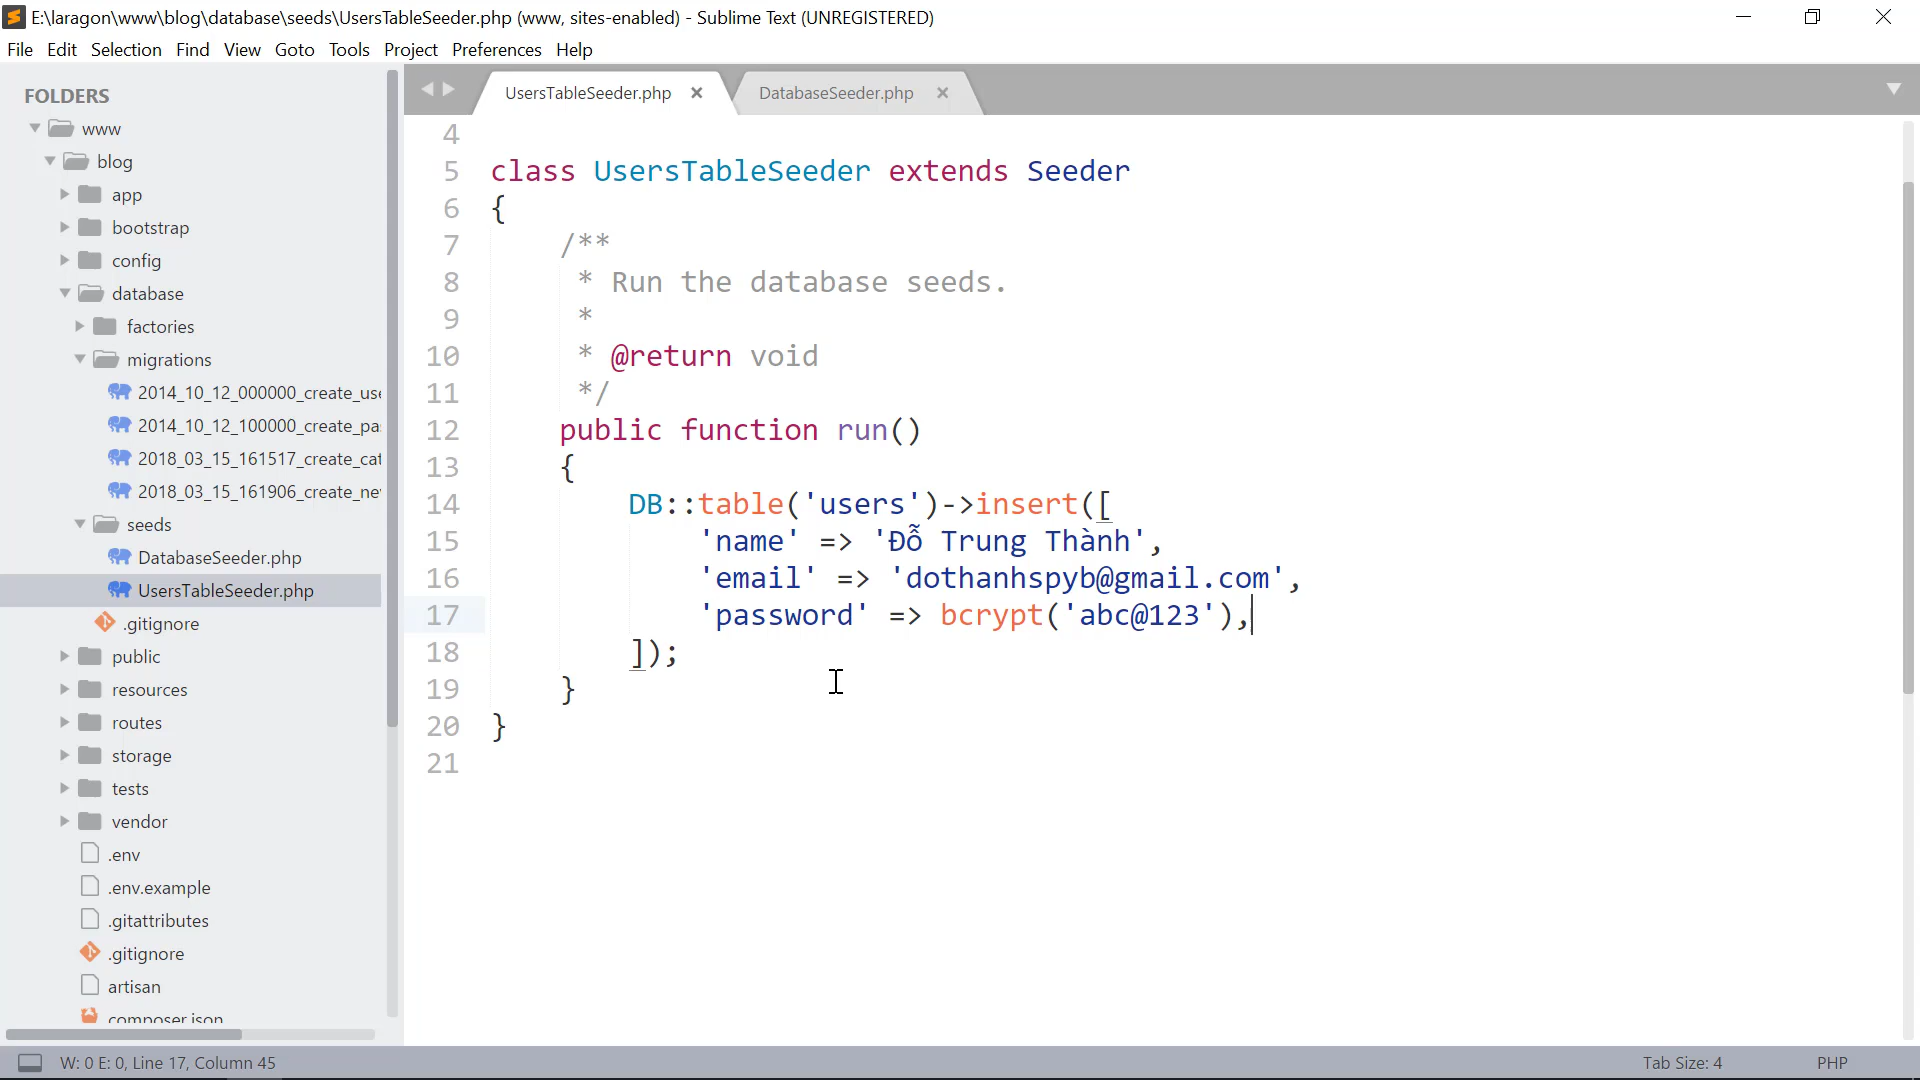 E:\laragon\www\blog\database\seeds\UsersTableSeeder.php (www, sites-enabled) - Sublime Text (UNREGISTERED)
File Edit Selection Find View Goto Tools Project Preferences Help
FOLDERS
www
blog
app
bootstrap
config
database
factories
migrations
2014_10_12_000000_create_use
2014_10_12_100000_create_pa
2018_03_15_161517_create_cat
2018_03_15_161906_create_ne
seeds
DatabaseSeeder.php
UsersTableSeeder.php
.gitignore
public
resources
routes
storage
tests
vendor
.env
.env.example
.gitattributes
.gitignore
artisan
composer.json
UsersTableSeeder.php
DatabaseSeeder.php
4
5 class UsersTableSeeder extends Seeder
6 {
7 /**
8 * Run the database seeds.
9 *
10 * @return void
11 */
12 public function run()
13 {
14 DB::table('users')->insert([
15 'name' => 'Đỗ Trung Thành',
16 'email' => 'dothanhspyb@gmail.com',
17 'password' => bcrypt('abc@123'),
18 ]);
19 }
20 }
21
W: 0 E: 0, Line 17, Column 45
Tab Size: 4
PHP